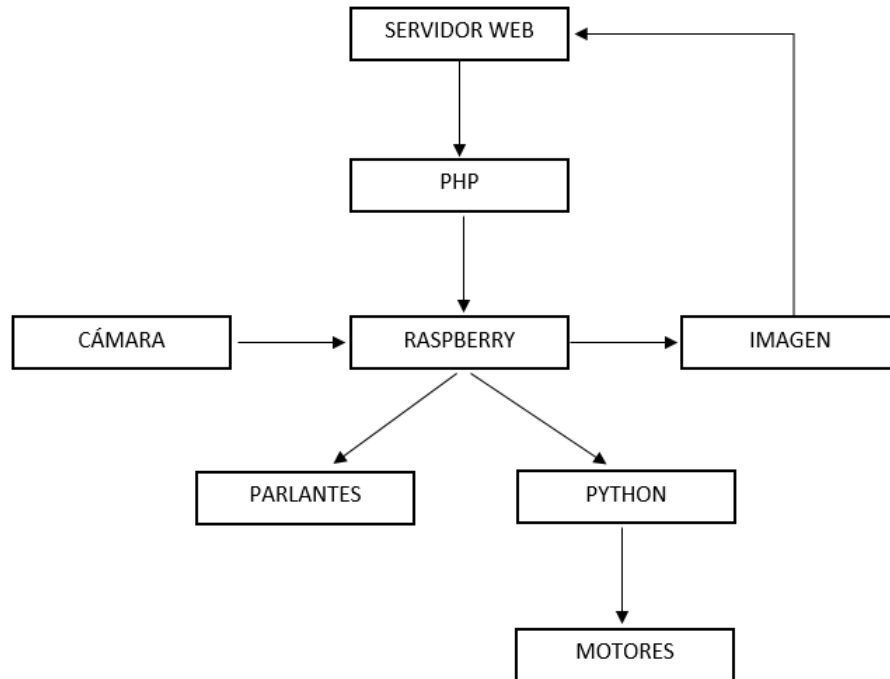 SERVIDOR WEB
PHP
CÁMARA
RASPBERRY
IMAGEN
PARLANTES
PYTHON
MOTORES